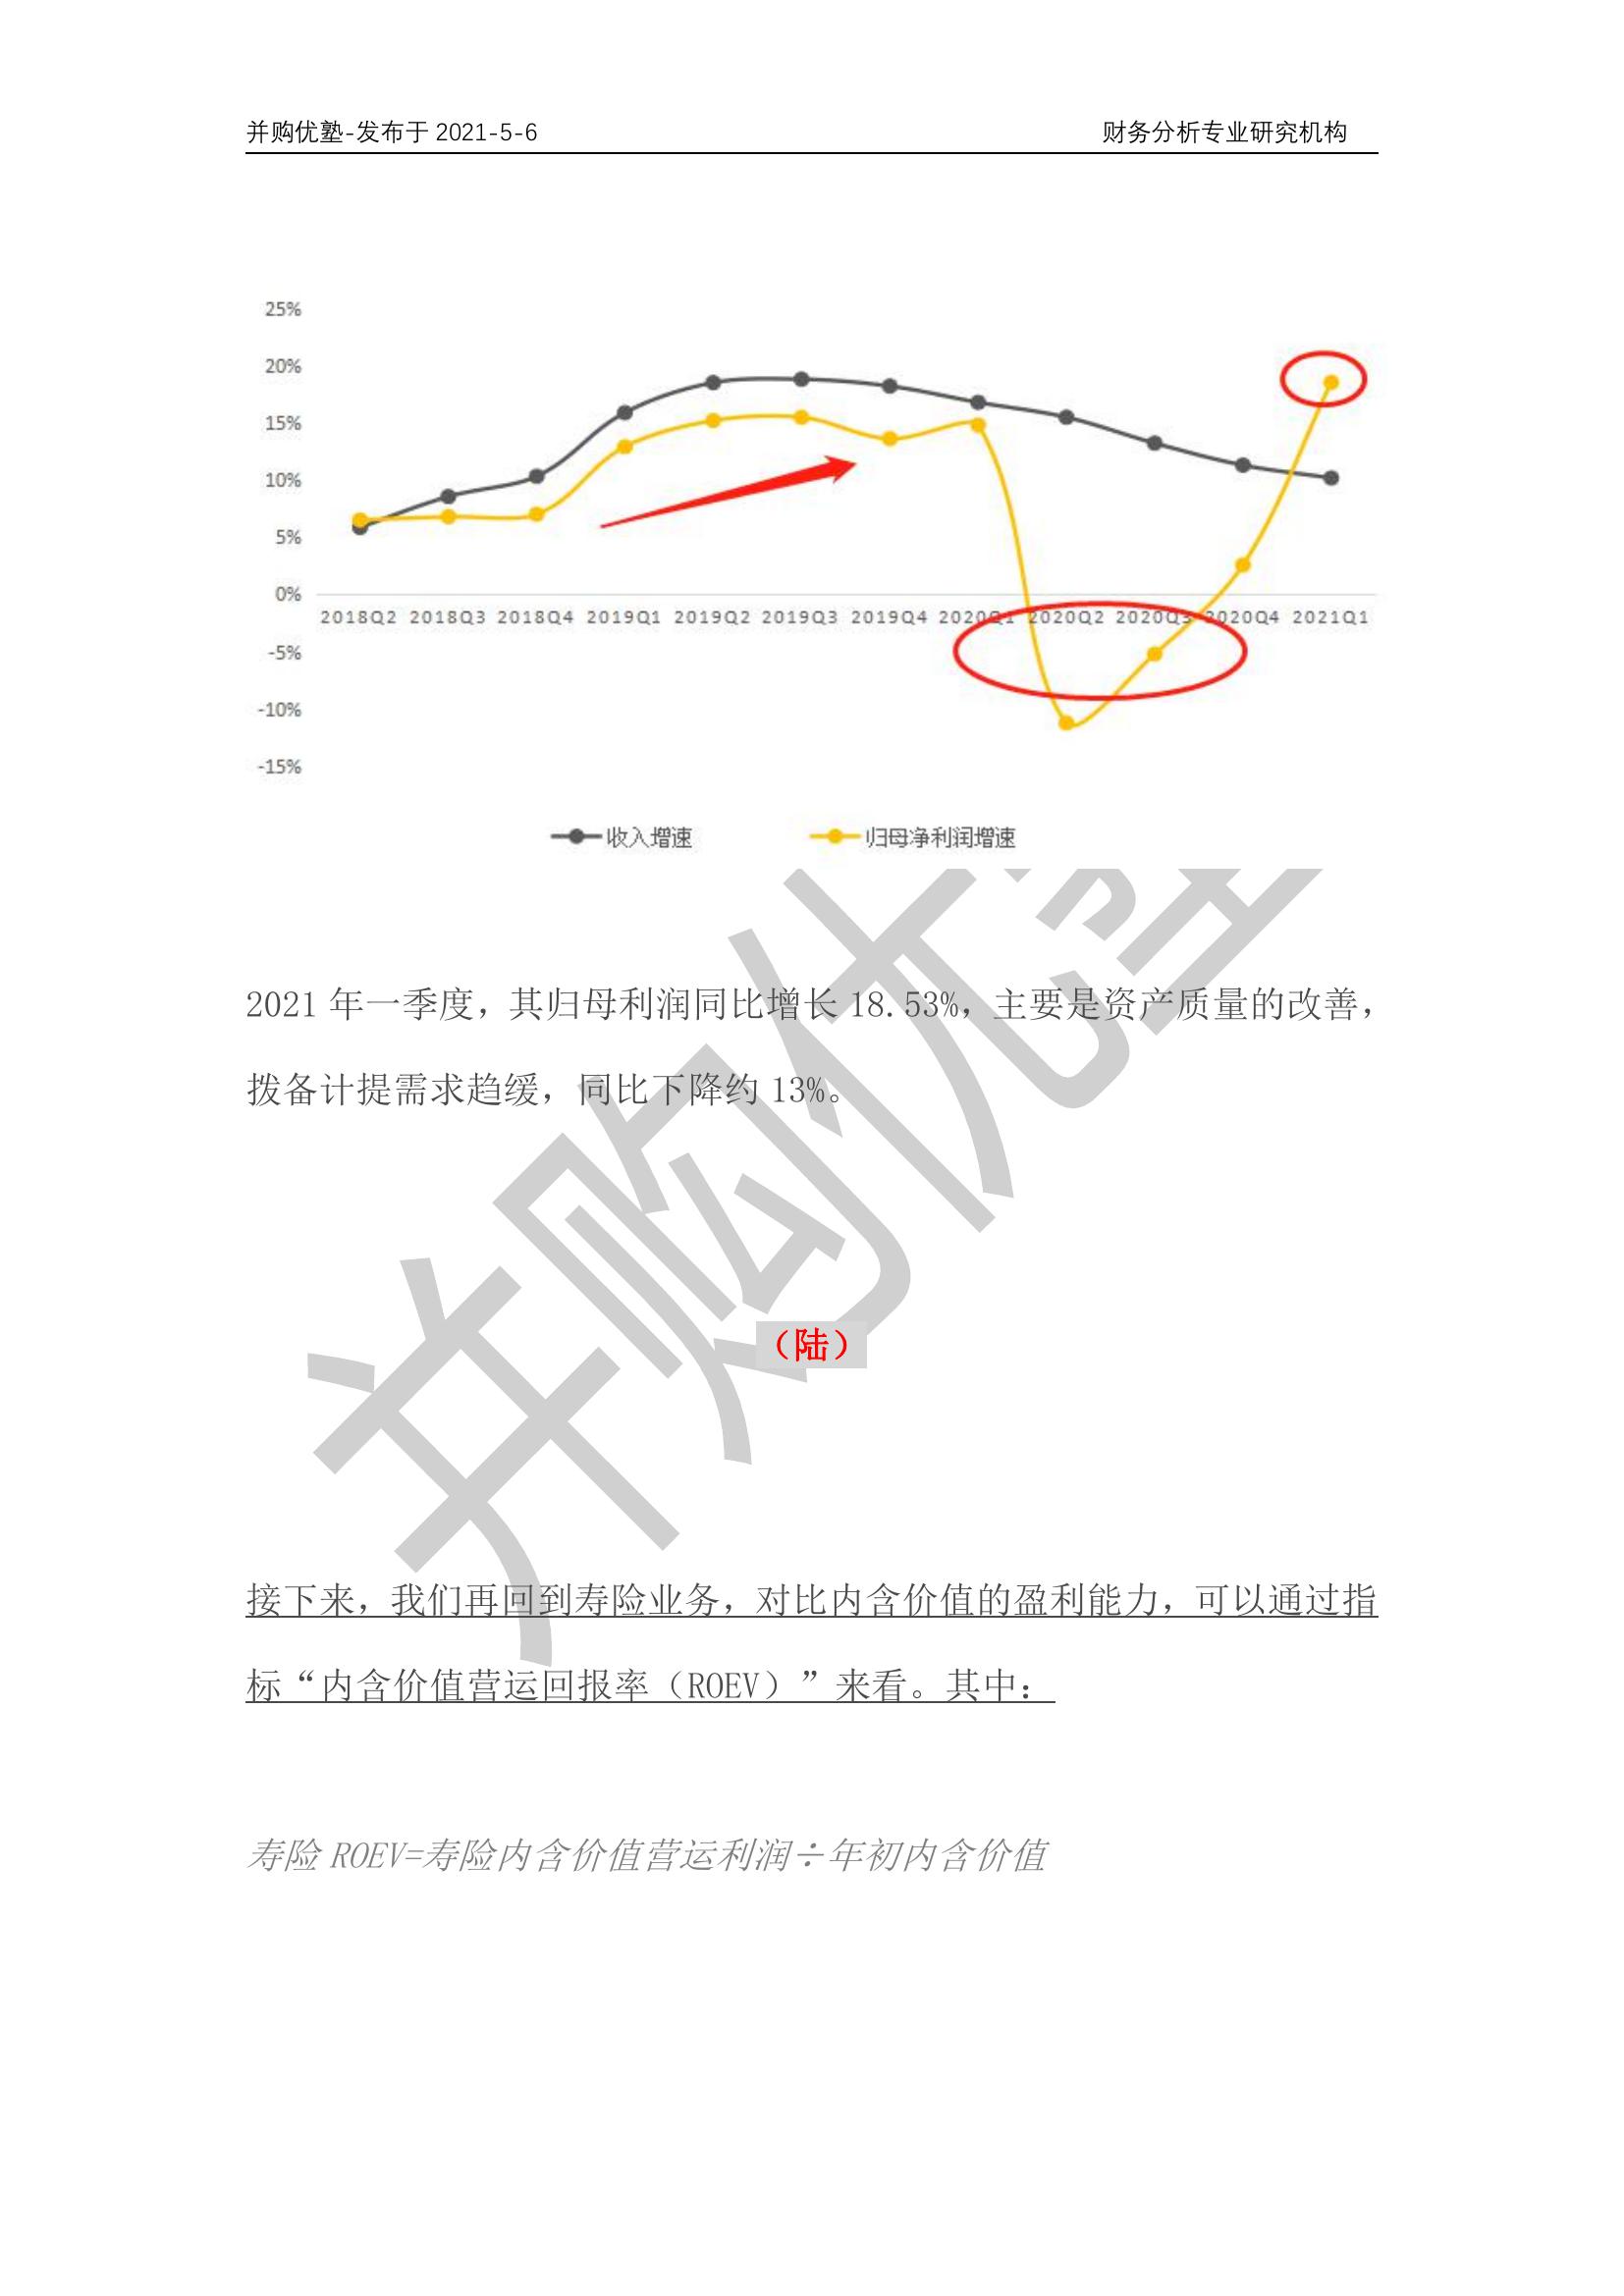 并购优塾-发布于 2021-5-6 财务分析专业研究机构
25%
20%
15%
10%
5%
0%
2018Q2 2018Q3 2018Q4 2019Q1 2019Q2 2019Q3 2019Q4 2020Q1 2020Q2 2020Q3 2020Q4 2021Q1
-5%
-10%
-15%
收入增速 归母净利润增速
2021 年一季度，其归母利润同比增长 18.53%，主要是资产质量的改善，
拨备计提需求趋缓，同比下降约 13%。
（陆）
接下来，我们再回到寿险业务，对比内含价值的盈利能力，可以通过指
标“内含价值营运回报率（ROEV）”来看。其中：
寿险 ROEV=寿险内含价值营运利润÷年初内含价值
并购优塾